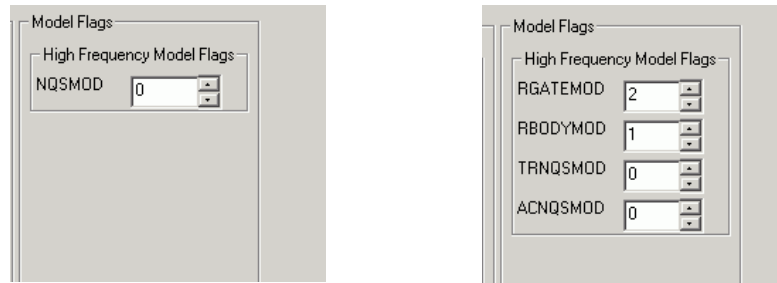 Model Flags
High Frequency Model Flags
NQSMOD 0
Model Flags
High Frequency Model Flags
RGATEMOD 2
RBODYMOD 1
TRNQSMOD 0
ACNQSMOD 0